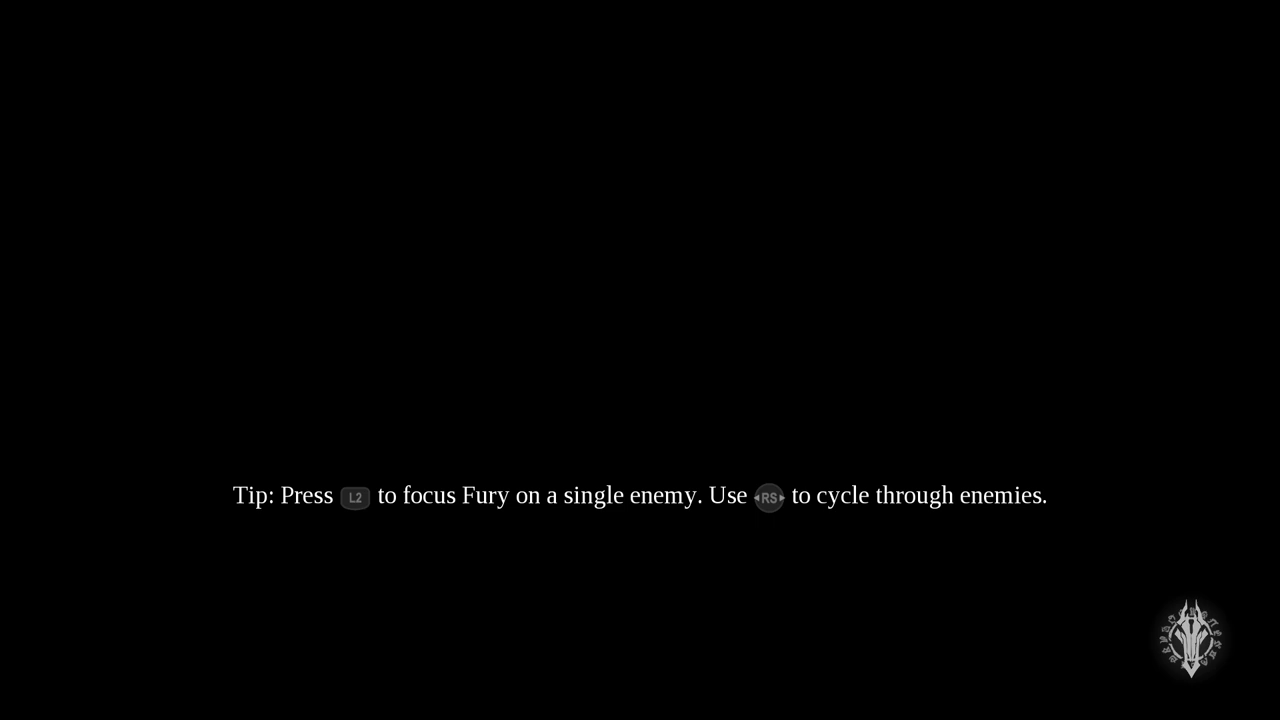 Tip: Press L2 to focus Fury on a single enemy. Use RS to cycle through enemies.